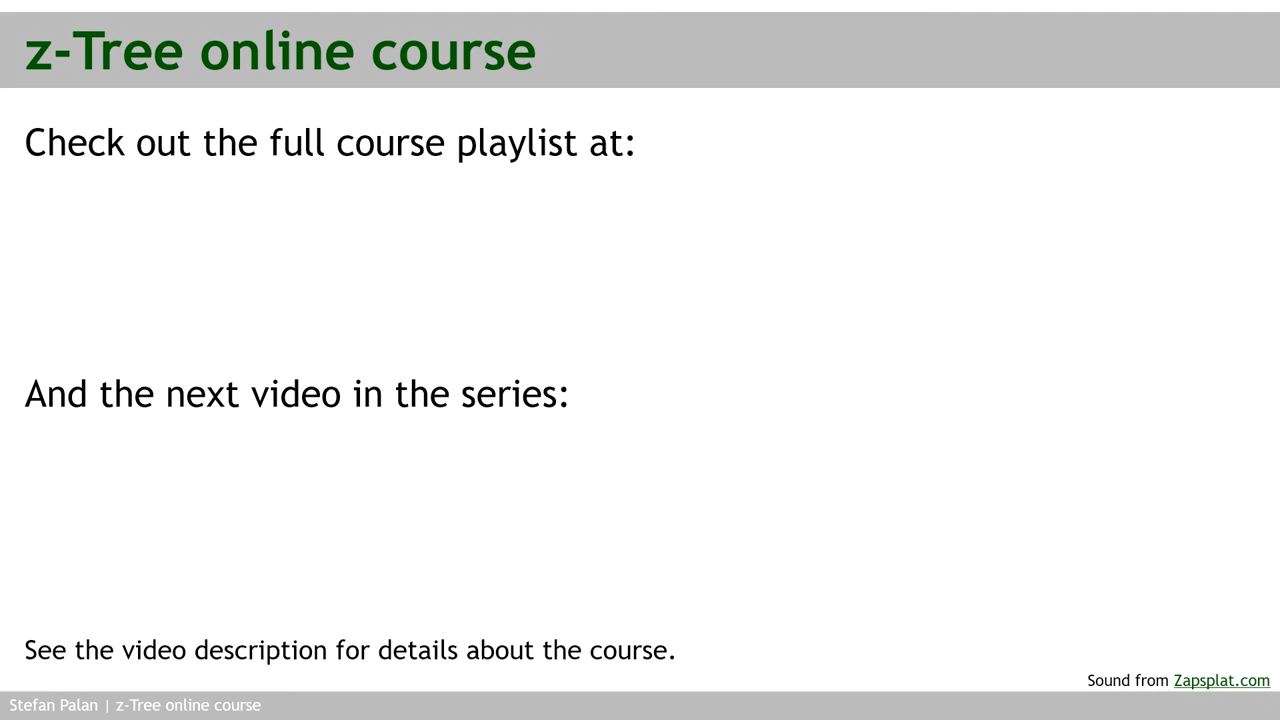 z-Tree online course
Check out the full course playlist at:
And the next video in the series:
See the video description for details about the course.
Sound from Zapsplat.com
Stefan Palan | z-Tree online course